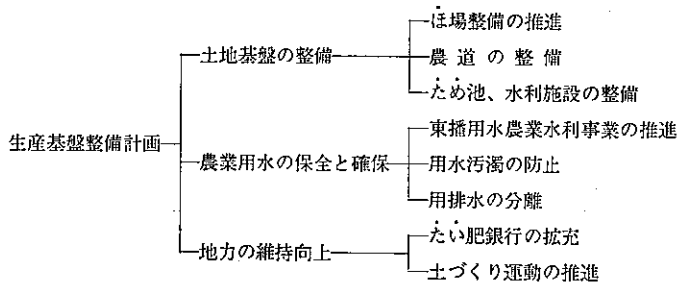 生産基盤整備計画
土地基盤の整備
ほ場整備の推進
農道の整備
ため池、水利施設の整備
農業用水の保全と確保
東播用水農業水利事業の推進
用水汚濁の防止
用排水の分離
地力の維持向上
たい肥銀行の拡充
土づくり運動の推進